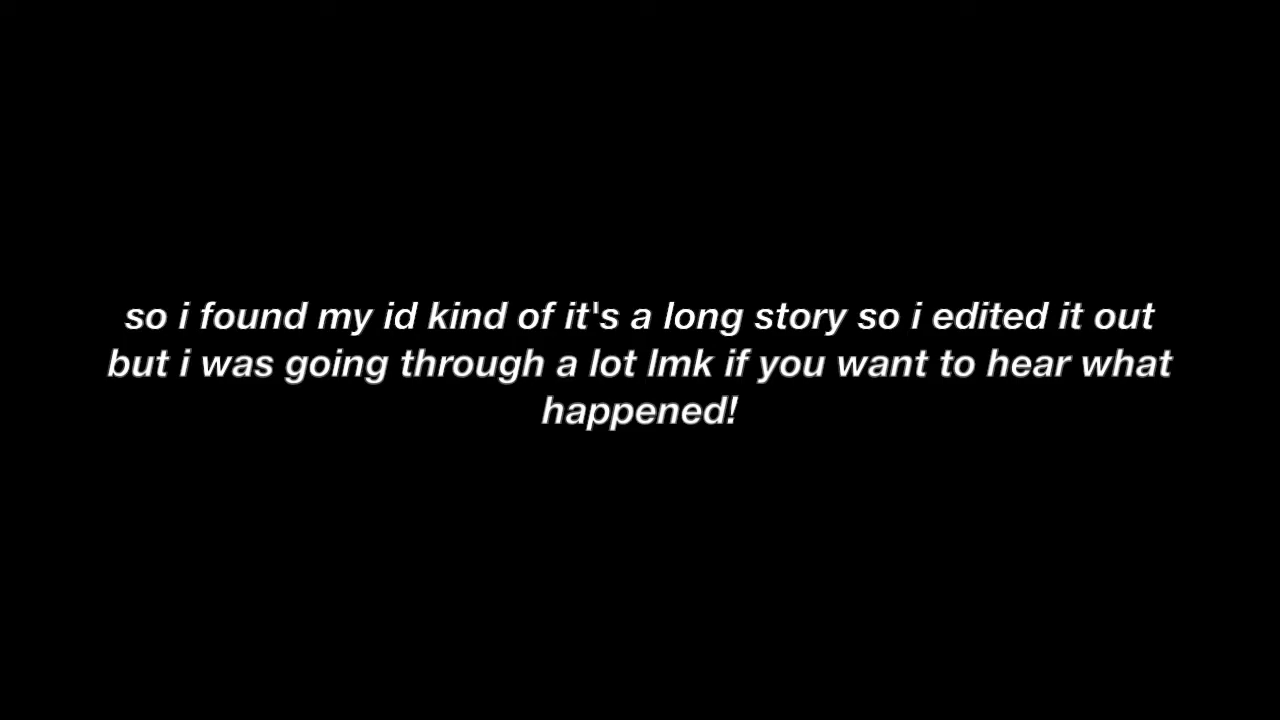 so i found my id kind of it's a long story so i edited it out
but i was going through a lot lmk if you want to hear what
happened!